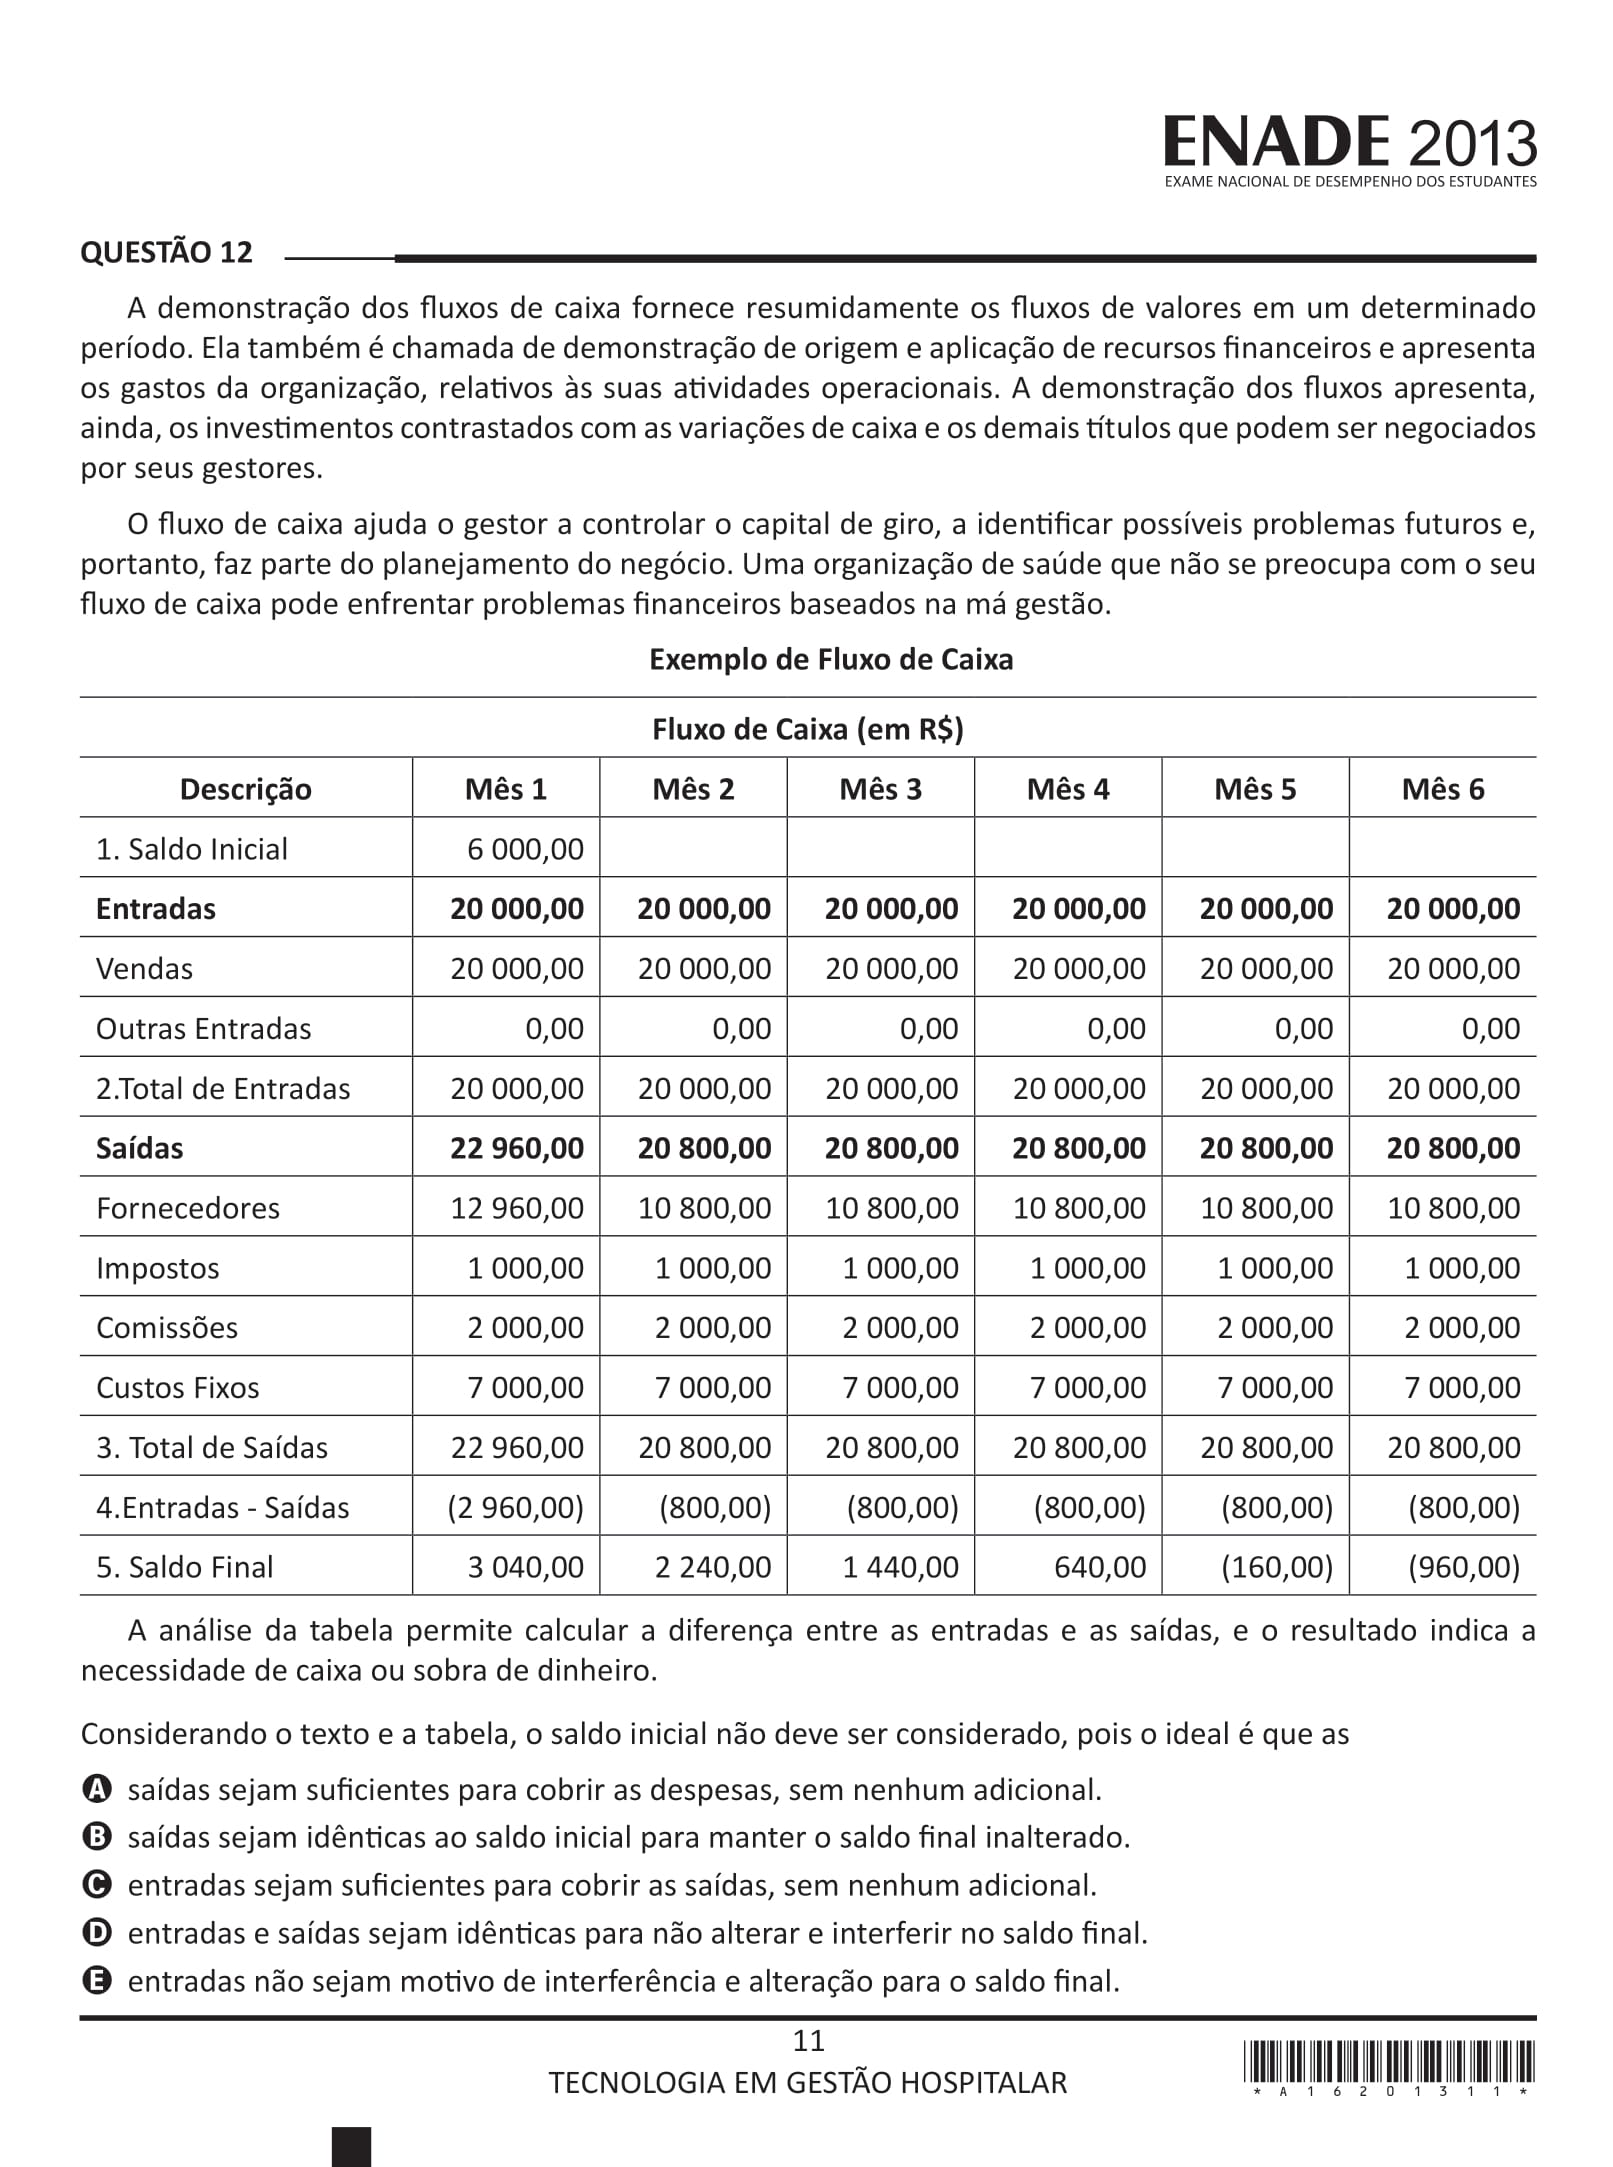 ENADE 2013
EXAME NACIONAL DE DESEMPENHO DOS ESTUDANTES
QUESTÃO 12
A demonstração dos fluxos de caixa fornece resumidamente os fluxos de valores em um determinado
período. Ela também é chamada de demonstração de origem e aplicação de recursos financeiros e apresenta
os gastos da organização, relativos às suas atividades operacionais. A demonstração dos fluxos apresenta,
ainda, os investimentos contrastados com as variações de caixa e os demais títulos que podem ser negociados
por seus gestores.
O fluxo de caixa ajuda o gestor a controlar o capital de giro, a identificar possíveis problemas futuros e,
portanto, faz parte do planejamento do negócio. Uma organização de saúde que não se preocupa com o seu
fluxo de caixa pode enfrentar problemas financeiros baseados na má gestão.
Exemplo de Fluxo de Caixa
Fluxo de Caixa (em R$)
Descrição Mês 1 Mês 2 Mês 3 Mês 4 Mês 5 Mês 6
1. Saldo Inicial 6 000,00
Entradas 20 000,00 20 000,00 20 000,00 20 000,00 20 000,00 20 000,00
Vendas 20 000,00 20 000,00 20 000,00 20 000,00 20 000,00 20 000,00
Outras Entradas 0,00 0,00 0,00 0,00 0,00 0,00
2.Total de Entradas 20 000,00 20 000,00 20 000,00 20 000,00 20 000,00 20 000,00
Saídas 22 960,00 20 800,00 20 800,00 20 800,00 20 800,00 20 800,00
Fornecedores 12 960,00 10 800,00 10 800,00 10 800,00 10 800,00 10 800,00
Impostos 1 000,00 1 000,00 1 000,00 1 000,00 1 000,00 1 000,00
Comissões 2 000,00 2 000,00 2 000,00 2 000,00 2 000,00 2 000,00
Custos Fixos 7 000,00 7 000,00 7 000,00 7 000,00 7 000,00 7 000,00
3. Total de Saídas 22 960,00 20 800,00 20 800,00 20 800,00 20 800,00 20 800,00
4.Entradas - Saídas (2 960,00) (800,00) (800,00) (800,00) (800,00) (800,00)
5. Saldo Final 3 040,00 2 240,00 1 440,00 640,00 (160,00) (960,00)
A análise da tabela permite calcular a diferença entre as entradas e as saídas, e o resultado indica a
necessidade de caixa ou sobra de dinheiro.
Considerando o texto e a tabela, o saldo inicial não deve ser considerado, pois o ideal é que as
A saídas sejam suficientes para cobrir as despesas, sem nenhum adicional.
B saídas sejam idênticas ao saldo inicial para manter o saldo final inalterado.
C entradas sejam suficientes para cobrir as saídas, sem nenhum adicional.
D entradas e saídas sejam idênticas para não alterar e interferir no saldo final.
E entradas não sejam motivo de interferência e alteração para o saldo final.
11
TECNOLOGIA EM GESTÃO HOSPITALAR
* A 1 6 2 0 1 3 1 1 *